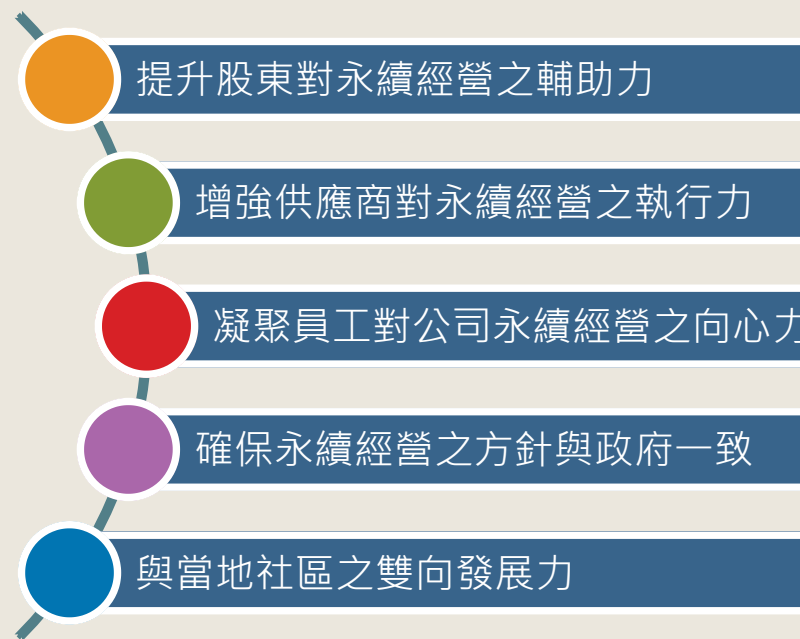 提升股東對永續經營之輔助力
增強供應商對永續經營之執行力
凝聚員工對公司永續經營之向心力
確保永續經營之方針與政府一致
與當地社區之雙向發展力